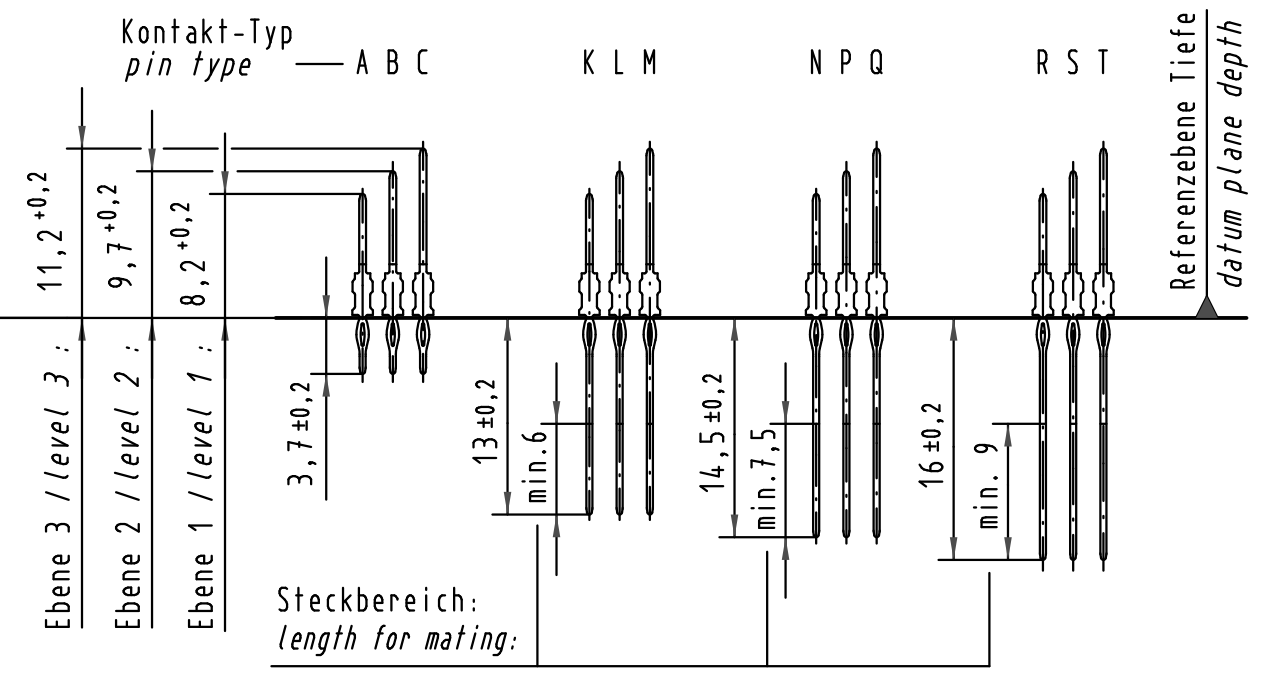 Kontakt-Typ
pin type
A B C
K L M
N P Q
R S T
Referenzebene Tiefe
datum plane depth
11,2 +0,2
9,7 +0,2
8,2 +0,2
Ebene 3 / level 3 :
Ebene 2 / level 2 :
Ebene 1 / level 1 :
3,7 ±0,2
13 ±0,2
min.6
14,5 ±0,2
min.7,5
16 ±0,2
min. 9
Steckbereich:
length for mating: